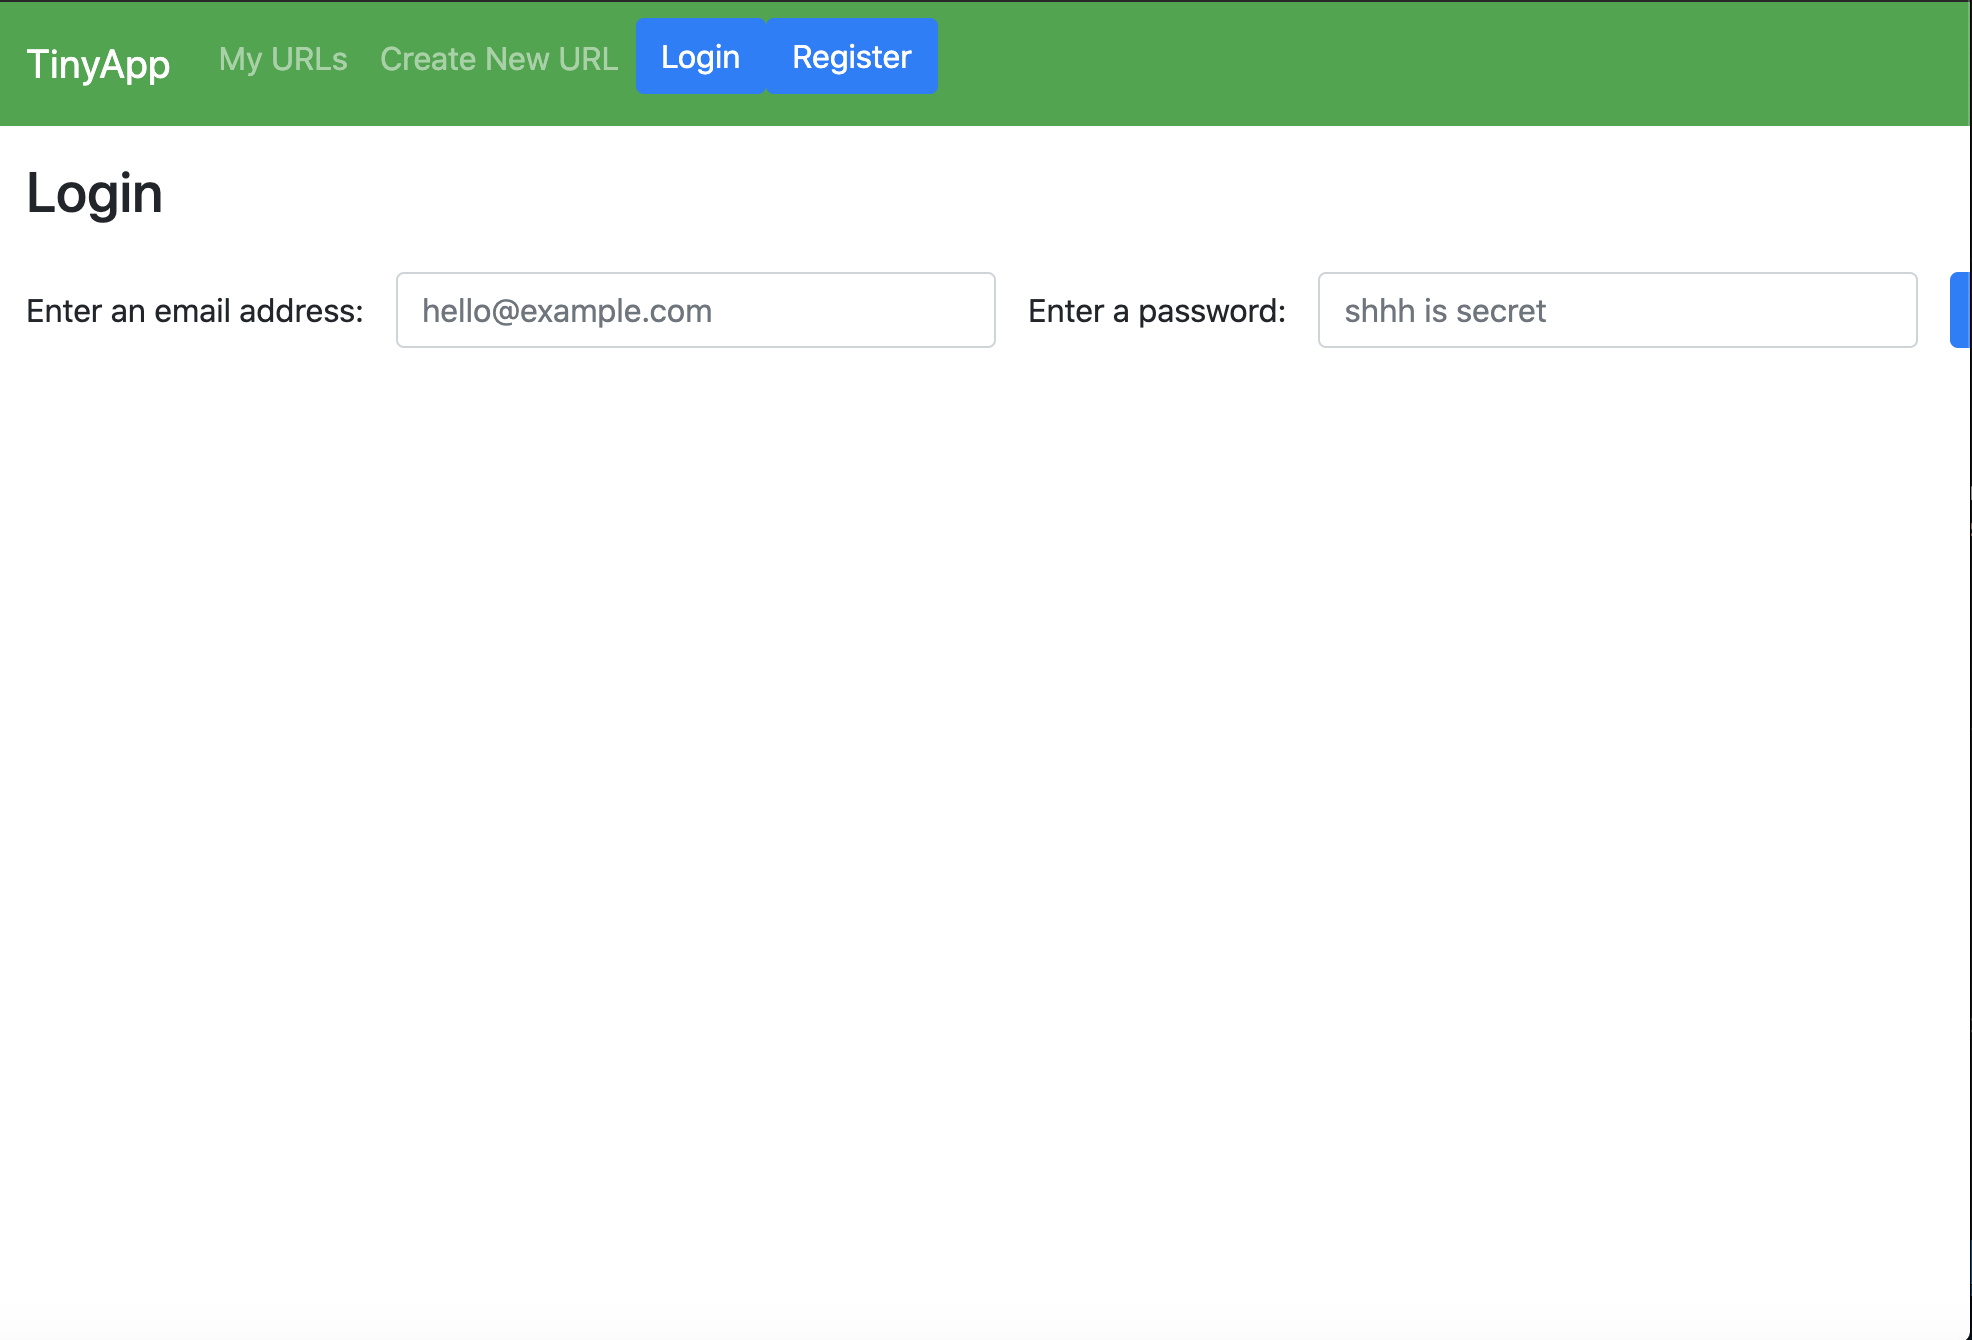 TinyApp My URLs Create New URL Login Register
Login
Enter an email address: hello@example.com Enter a password: shhh is secret